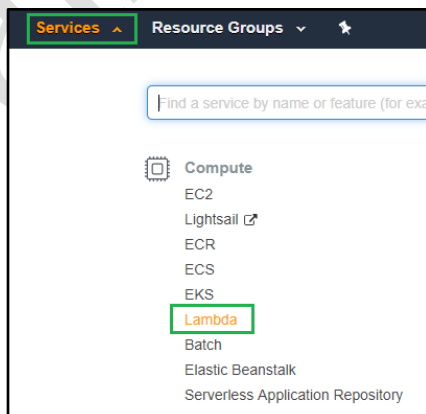 Services Resource Groups
Find a service by name or feature (for exa
Compute
EC2
Lightsail
ECR
ECS
EKS
Lambda
Batch
Elastic Beanstalk
Serverless Application Repository